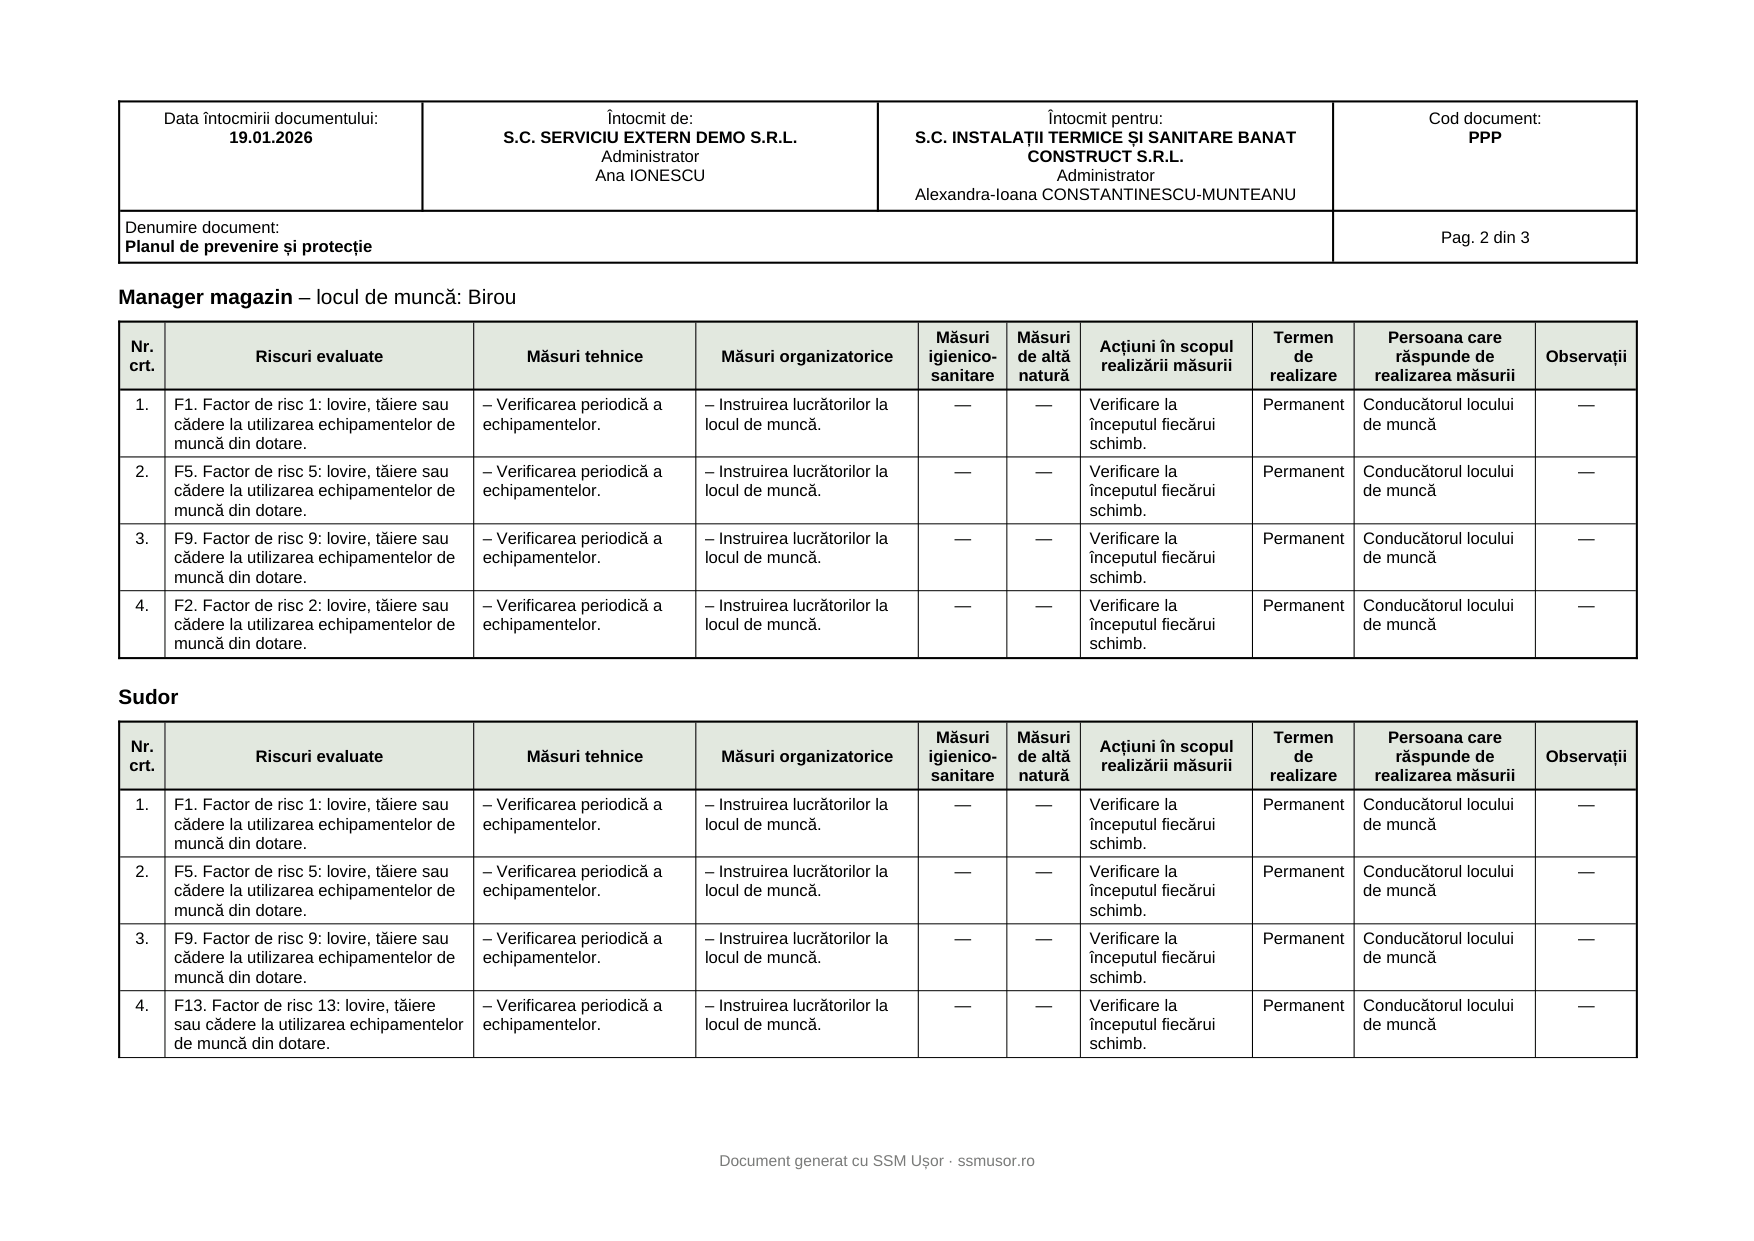 Data întocmirii documentului:
19.01.2026
Întocmit de:
S.C. SERVICIU EXTERN DEMO S.R.L.
Administrator
Ana IONESCU
Întocmit pentru:
S.C. INSTALAȚII TERMICE ȘI SANITARE BANAT
CONSTRUCT S.R.L.
Administrator
Alexandra-Ioana CONSTANTINESCU-MUNTEANU
Cod document:
PPP
Denumire document:
Planul de prevenire și protecție
Pag. 2 din 3
Manager magazin – locul de muncă: Birou
Nr.
crt.
Riscuri evaluate
Măsuri tehnice
Măsuri organizatorice
Măsuri
igienico-
sanitare
Măsuri
de altă
natură
Acțiuni în scopul
realizării măsurii
Termen
de
realizare
Persoana care
răspunde de
realizarea măsurii
Observații
1.
F1. Factor de risc 1: lovire, tăiere sau
cădere la utilizarea echipamentelor de
muncă din dotare.
– Verificarea periodică a
echipamentelor.
– Instruirea lucrătorilor la
locul de muncă.
—
—
Verificare la
începutul fiecărui
schimb.
Permanent
Conducătorul locului
de muncă
—
2.
F5. Factor de risc 5: lovire, tăiere sau
cădere la utilizarea echipamentelor de
muncă din dotare.
– Verificarea periodică a
echipamentelor.
– Instruirea lucrătorilor la
locul de muncă.
—
—
Verificare la
începutul fiecărui
schimb.
Permanent
Conducătorul locului
de muncă
—
3.
F9. Factor de risc 9: lovire, tăiere sau
cădere la utilizarea echipamentelor de
muncă din dotare.
– Verificarea periodică a
echipamentelor.
– Instruirea lucrătorilor la
locul de muncă.
—
—
Verificare la
începutul fiecărui
schimb.
Permanent
Conducătorul locului
de muncă
—
4.
F2. Factor de risc 2: lovire, tăiere sau
cădere la utilizarea echipamentelor de
muncă din dotare.
– Verificarea periodică a
echipamentelor.
– Instruirea lucrătorilor la
locul de muncă.
—
—
Verificare la
începutul fiecărui
schimb.
Permanent
Conducătorul locului
de muncă
—
Sudor
Nr.
crt.
Riscuri evaluate
Măsuri tehnice
Măsuri organizatorice
Măsuri
igienico-
sanitare
Măsuri
de altă
natură
Acțiuni în scopul
realizării măsurii
Termen
de
realizare
Persoana care
răspunde de
realizarea măsurii
Observații
1.
F1. Factor de risc 1: lovire, tăiere sau
cădere la utilizarea echipamentelor de
muncă din dotare.
– Verificarea periodică a
echipamentelor.
– Instruirea lucrătorilor la
locul de muncă.
—
—
Verificare la
începutul fiecărui
schimb.
Permanent
Conducătorul locului
de muncă
—
2.
F5. Factor de risc 5: lovire, tăiere sau
cădere la utilizarea echipamentelor de
muncă din dotare.
– Verificarea periodică a
echipamentelor.
– Instruirea lucrătorilor la
locul de muncă.
—
—
Verificare la
începutul fiecărui
schimb.
Permanent
Conducătorul locului
de muncă
—
3.
F9. Factor de risc 9: lovire, tăiere sau
cădere la utilizarea echipamentelor de
muncă din dotare.
– Verificarea periodică a
echipamentelor.
– Instruirea lucrătorilor la
locul de muncă.
—
—
Verificare la
începutul fiecărui
schimb.
Permanent
Conducătorul locului
de muncă
—
4.
F13. Factor de risc 13: lovire, tăiere
sau cădere la utilizarea echipamentelor
de muncă din dotare.
– Verificarea periodică a
echipamentelor.
– Instruirea lucrătorilor la
locul de muncă.
—
—
Verificare la
începutul fiecărui
schimb.
Permanent
Conducătorul locului
de muncă
—
Document generat cu SSM Ușor · ssmusor.ro